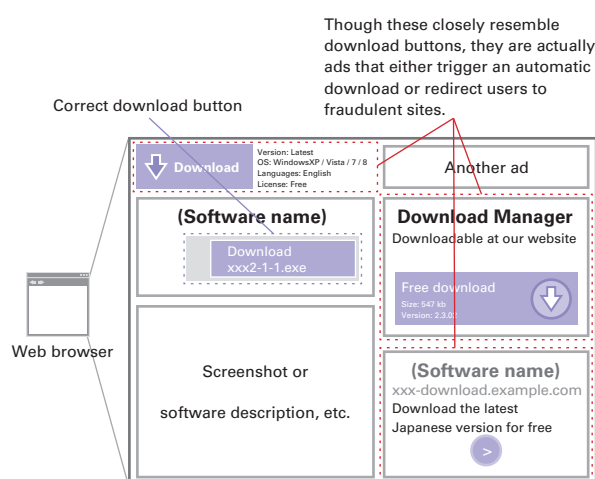 Though these closely resemble
download buttons, they are actually
ads that either trigger an automatic
download or redirect users to
fraudulent sites.
Correct download button
Download
Version: Latest
OS: WindowsXP / Vista / 7 / 8
Languages: English
License: Free
Another ad
(Software name)
Download
xxx2-1-1.exe
Download Manager
Downloadable at our website
Free download
Size: 547 kb
Version: 2.3.02
Web browser
Screenshot or
software description, etc.
(Software name)
xxx-download.example.com
Download the latest
Japanese version for free
>